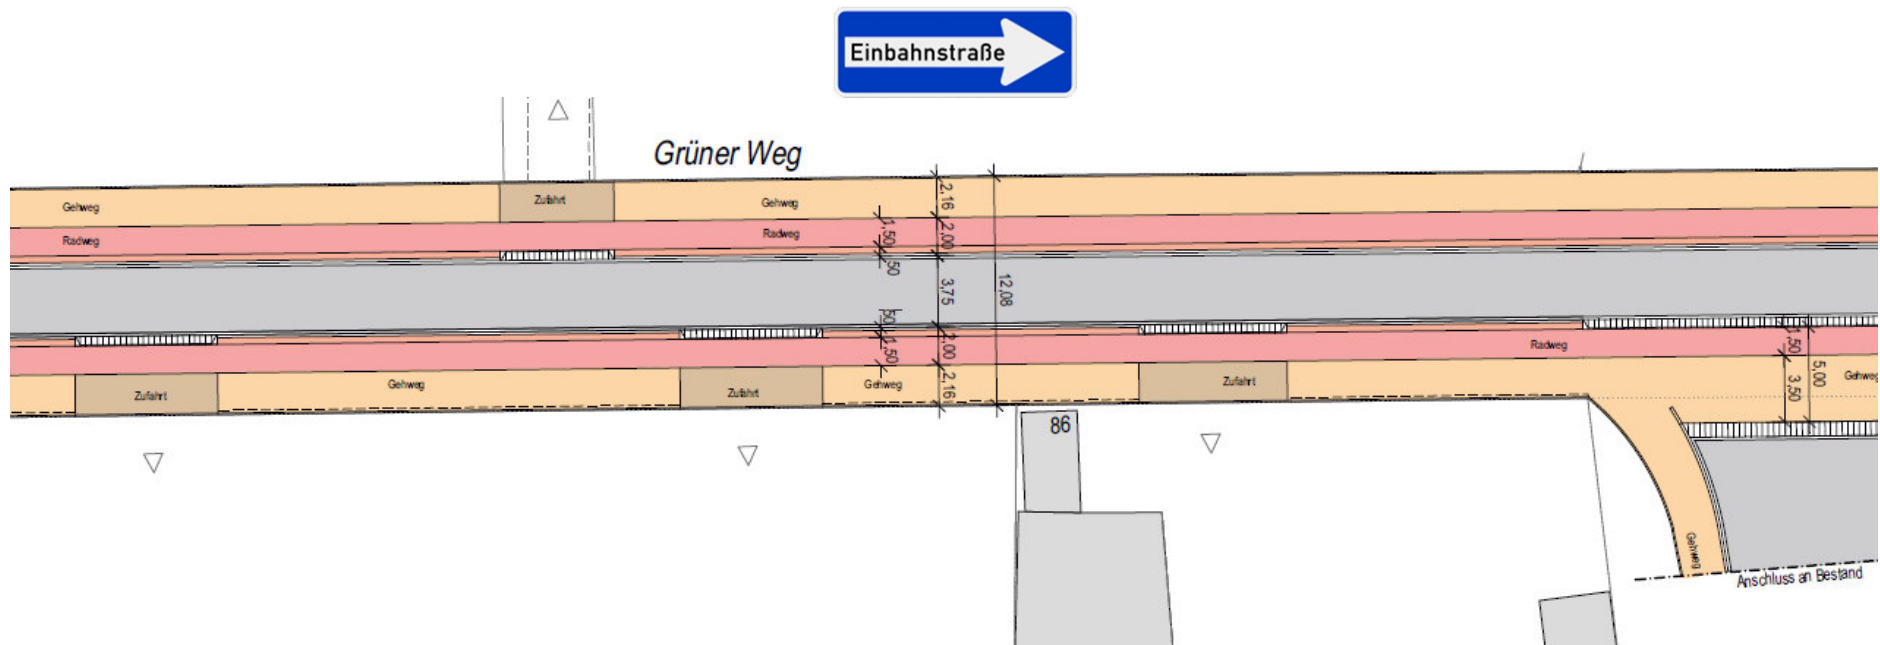 Einbahnstraße
Grüner Weg
Gehweg
Zufahrt
Gehweg
Radweg
Radweg
2,16
1,50
2,00
50
3,75
12,08
50
1,50
2,00
2,16
Radweg
1,50
5,00
3,50
Gehweg
Zufahrt
Gehweg
Zufahrt
Gehweg
Zufahrt
86
Gehweg
Anschluss an Bestand